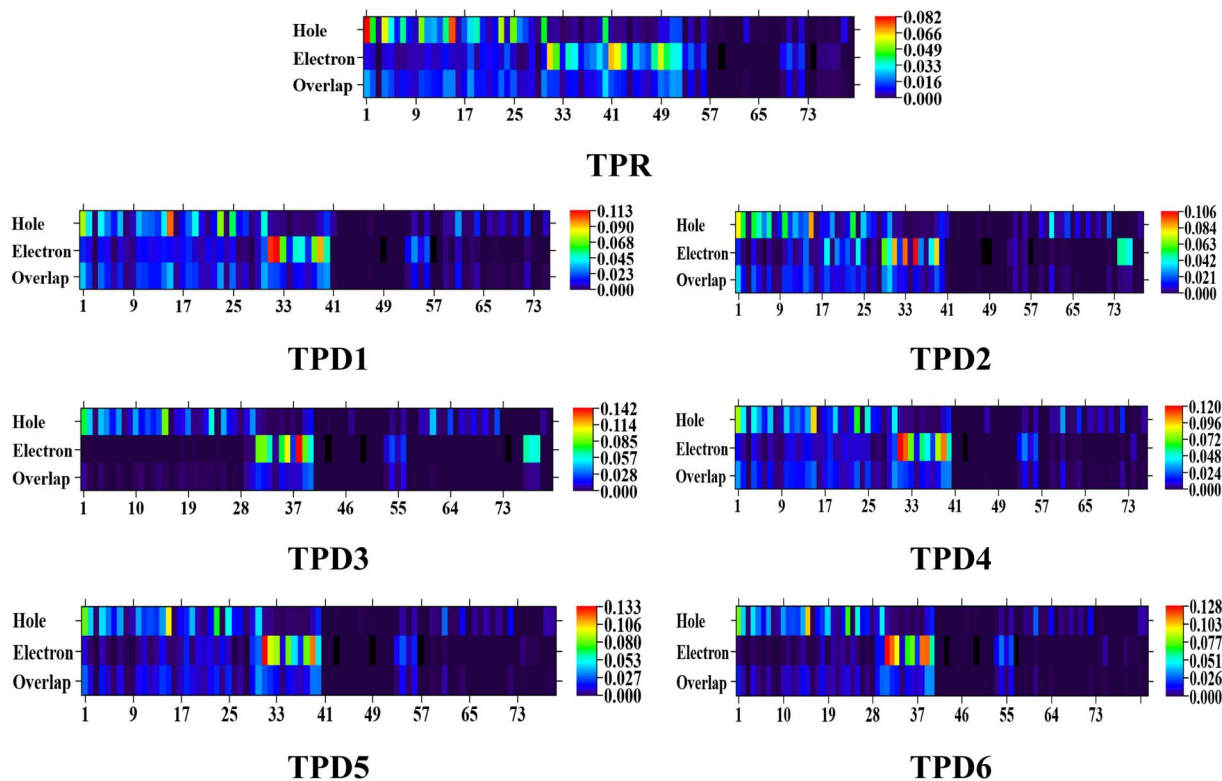 Hole
Electron
Overlap
0.082
0.066
0.049
0.033
0.016
0.000
1 9 17 25 33 41 49 57 65 73
TPR
Hole
Electron
Overlap
0.113
0.090
0.068
0.045
0.023
0.000
1 9 17 25 33 41 49 57 65 73
TPD1
Hole
Electron
Overlap
0.106
0.084
0.063
0.042
0.021
0.000
1 9 17 25 33 41 49 57 65 73
TPD2
Hole
Electron
Overlap
0.142
0.114
0.085
0.057
0.028
0.000
1 10 19 28 37 46 55 64 73
TPD3
Hole
Electron
Overlap
0.120
0.096
0.072
0.048
0.024
0.000
1 9 17 25 33 41 49 57 65 73
TPD4
Hole
Electron
Overlap
0.133
0.106
0.080
0.053
0.027
0.000
1 9 17 25 33 41 49 57 65 73
TPD5
Hole
Electron
Overlap
0.128
0.103
0.077
0.051
0.026
0.000
1 10 19 28 37 46 55 64 73
TPD6